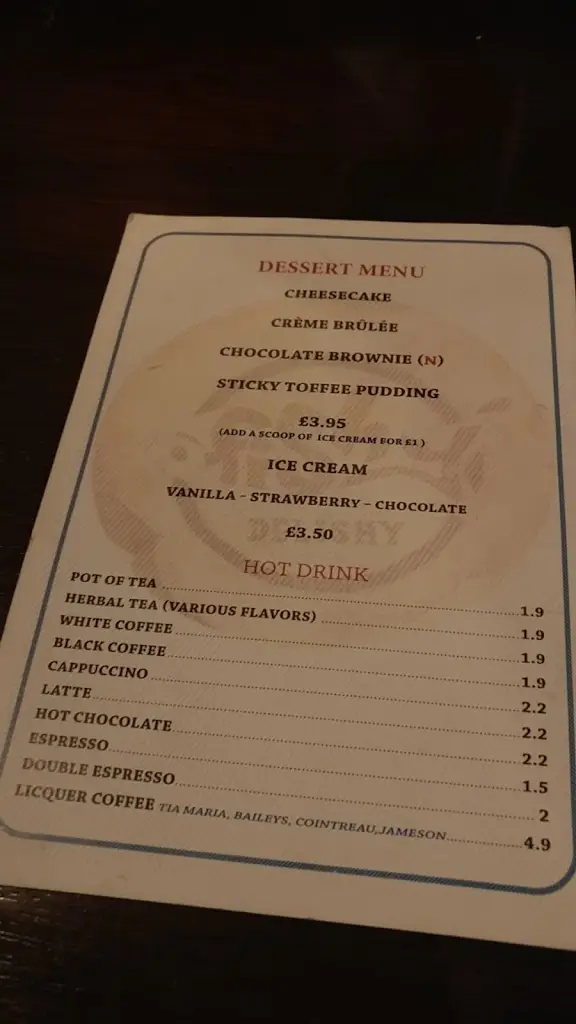 DESSERT MENU
CHEESECAKE
CRÈME BRÛLÉE
CHOCOLATE BROWNIE (N)
STICKY TOFFEE PUDDING
£3.95
(ADD A SCOOP OF ICE CREAM FOR £1)
ICE CREAM
VANILLA - STRAWBERRY - CHOCOLATE
£3.50
HOT DRINK
POT OF TEA 1.9
HERBAL TEA (VARIOUS FLAVORS) 1.9
WHITE COFFEE 1.9
BLACK COFFEE 1.9
CAPPUCCINO 2.2
LATTE 2.2
HOT CHOCOLATE 2.2
ESPRESSO 1.5
DOUBLE ESPRESSO 2
LICQUER COFFEE TIA MARIA, BAILEYS, COINTREAU,JAMESON 4.9